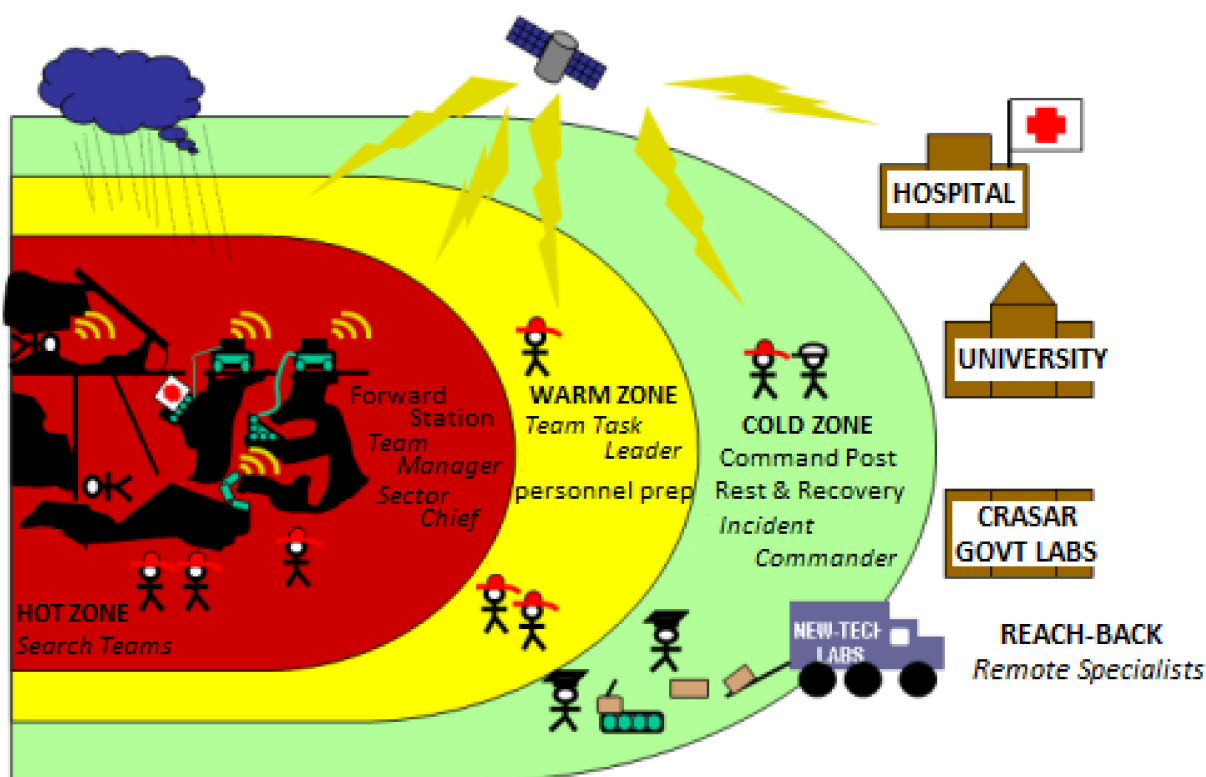 HOSPITAL
UNIVERSITY
CRASAR
GOVT LABS
REACH-BACK
Remote Specialists
NEW-TECH
LABS
COLD ZONE
Command Post
Rest & Recovery
Incident
Commander
WARM ZONE
Team Task
Leader
personnel prep
Forward
Station
Team
Manager
Sector
Chief
HOT ZONE
Search Teams